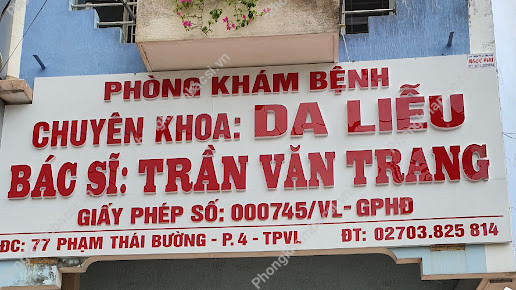 PHÒNG KHÁM BỆNH
CHUYÊN KHOA: DA LIỄU
BÁC SĨ: TRẦN VĂN TRANG
GIẤY PHÉP SỐ: 000745/VL- GPHĐ
ĐC: 77 PHẠM THÁI BƯỜNG - P. 4 - TPVL ĐT: 02703.825 814